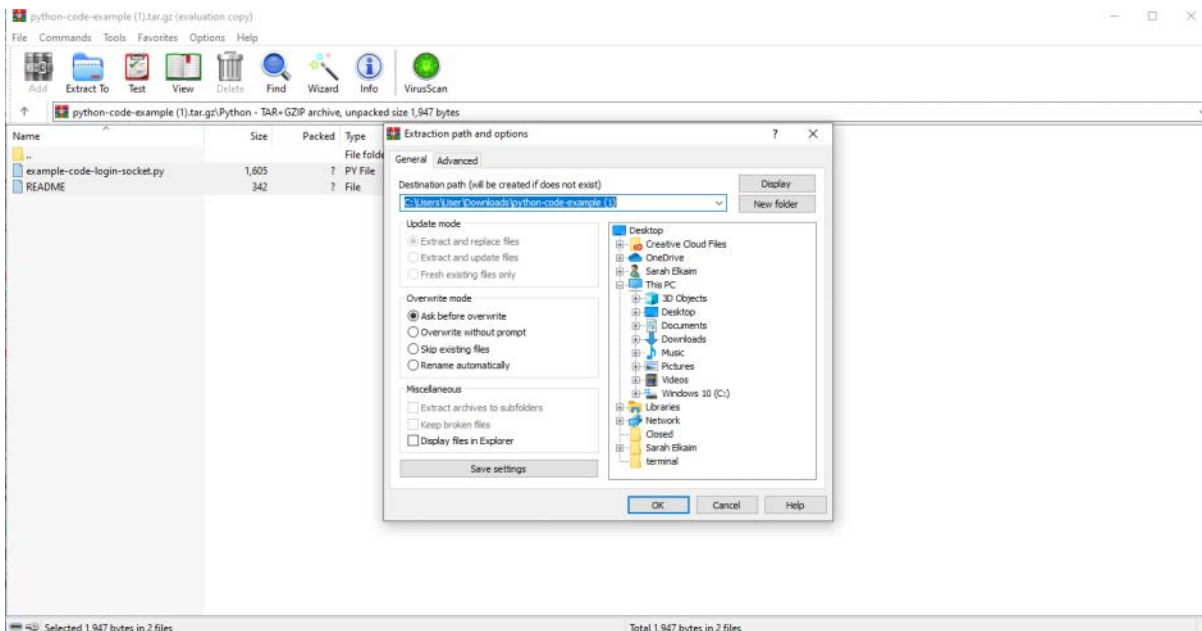 python-code-example (1).tar.gz (evaluation copy)
File Commands Tools Favorites Options Help
Add Extract To Test View Delete Find Wizard Info VirusScan
python-code-example (1).tar.gz\Python - TAR+GZIP archive, unpacked size 1,947 bytes
Name Size Packed Type
.. File folde
example-code-login-socket.py 1,605 ? PY File
README 342 ? File
Extraction path and options ? X
General Advanced
Destination path (will be created if does not exist) Display
C:\Users\User\Downloads\python-code-example (1) New folder
Update mode
Extract and replace files
Extract and update files
Fresh existing files only
Overwrite mode
Ask before overwrite
Overwrite without prompt
Skip existing files
Rename automatically
Miscellaneous
Extract archives to subfolders
Keep broken files
Display files in Explorer
Save settings
Desktop
Creative Cloud Files
OneDrive
Sarah Elkaim
This PC
3D Objects
Desktop
Documents
Downloads
Music
Pictures
Videos
Windows 10 (C:)
Libraries
Network
Closed
Sarah Elkaim
terminal
OK Cancel Help
Selected 1,947 bytes in 2 files Total 1,947 bytes in 2 files